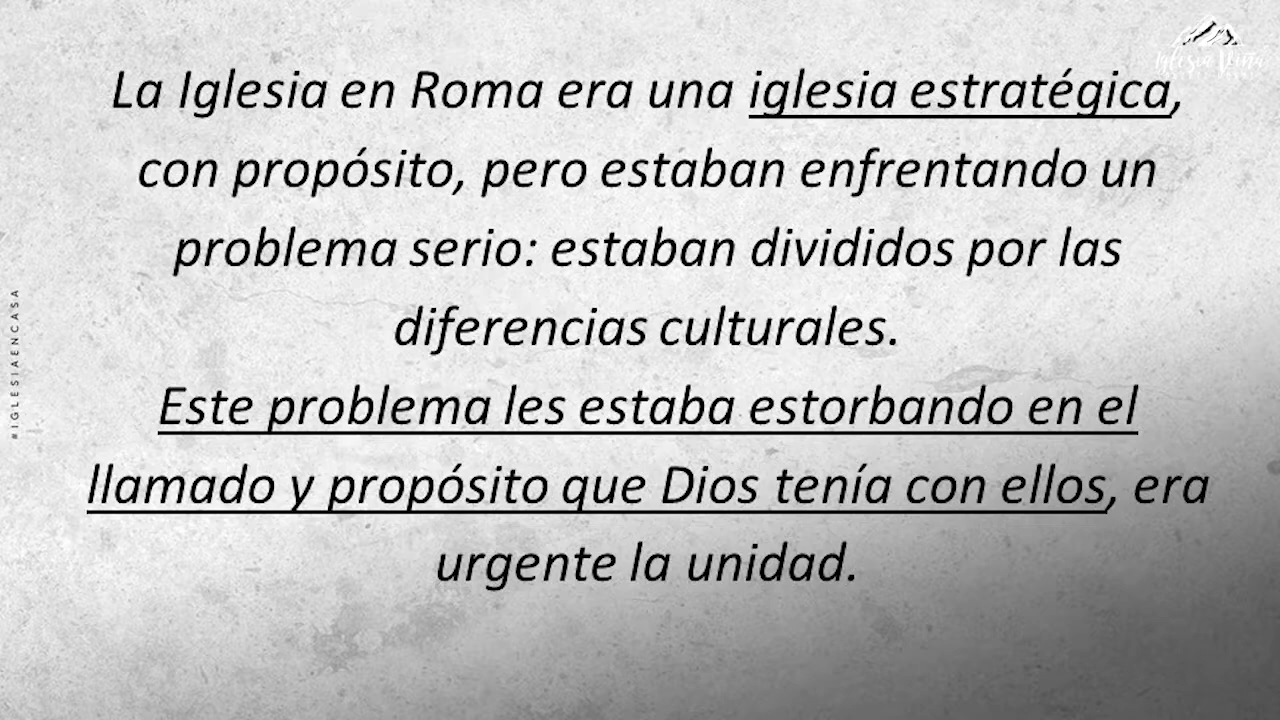 La Iglesia en Roma era una iglesia estratégica,
con propósito, pero estaban enfrentando un
problema serio: estaban divididos por las
diferencias culturales.
Este problema les estaba estorbando en el
llamado y propósito que Dios tenía con ellos, era
urgente la unidad.
#IGLESIAENCASA